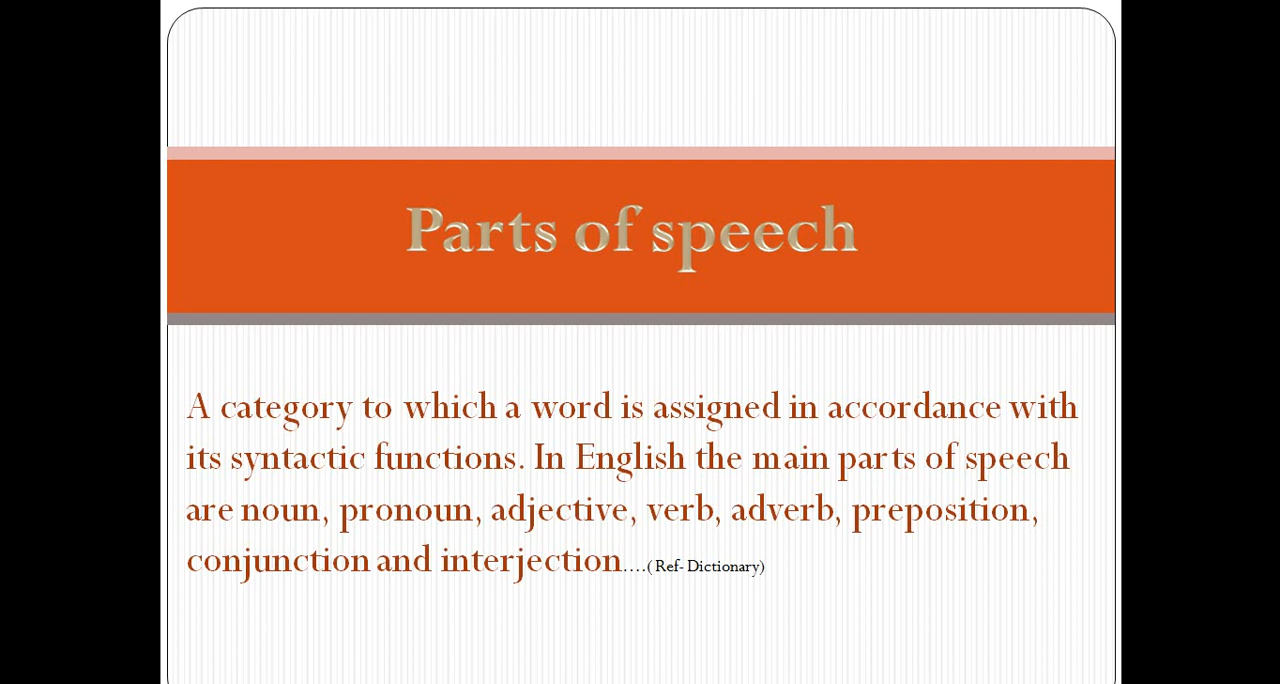 Parts of speech
A category to which a word is assigned in accordance with
its syntactic functions. In English the main parts of speech
are noun, pronoun, adjective, verb, adverb, preposition,
conjunction and interjection....( Ref- Dictionary)